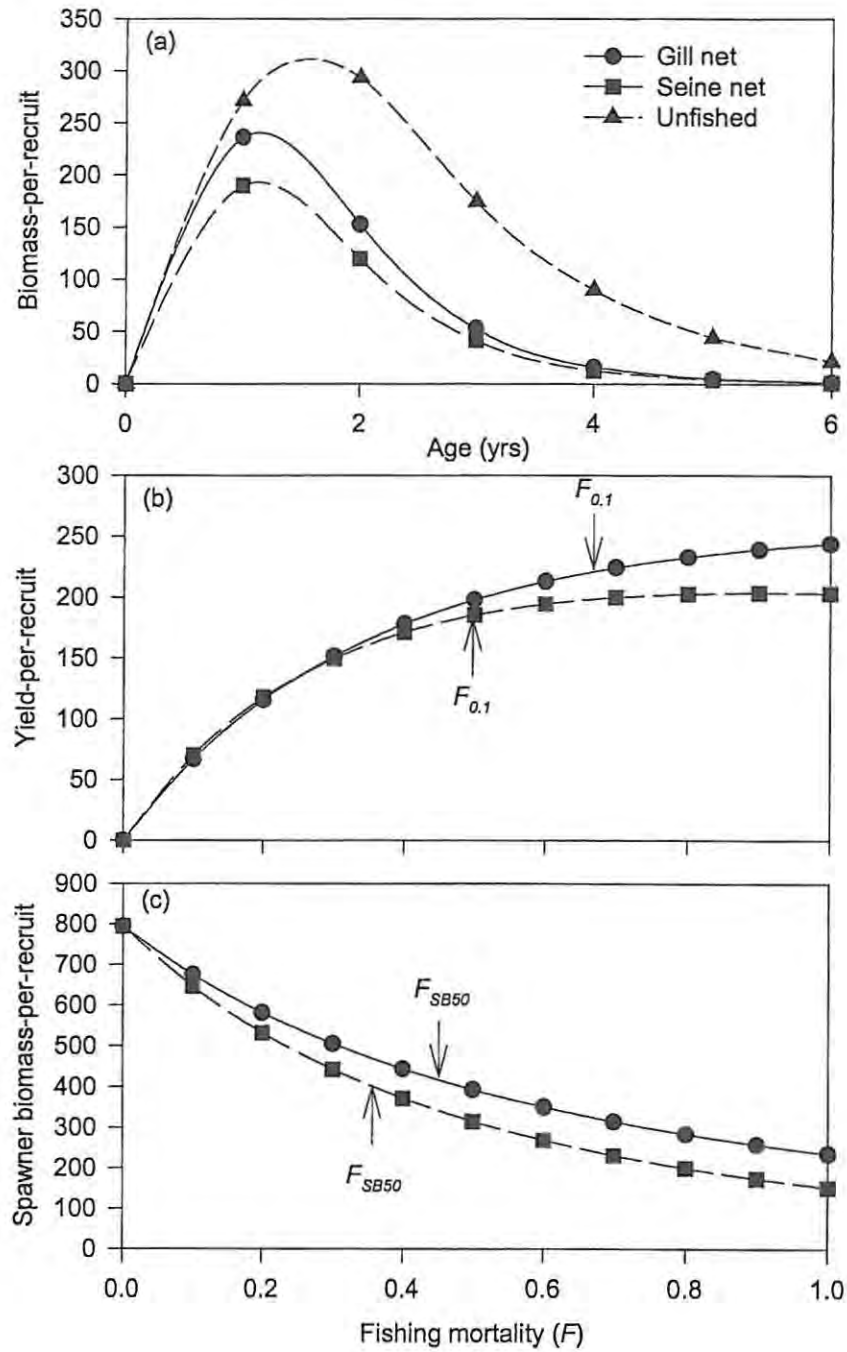 350
(a)
Gill net
300
Seine net
250
Unfished
200
150
100
50
0
Biomass-per-recruit
0 2 4 6
Age (yrs)
300
(b)
F0.1
250
200
150
F0.1
100
50
0
Yield-per-recruit
900
(c)
800
700
FSB50
600
500
400
300
FSB50
200
100
0
Spawner biomass-per-recruit
0.0 0.2 0.4 0.6 0.8 1.0
Fishing mortality (F)